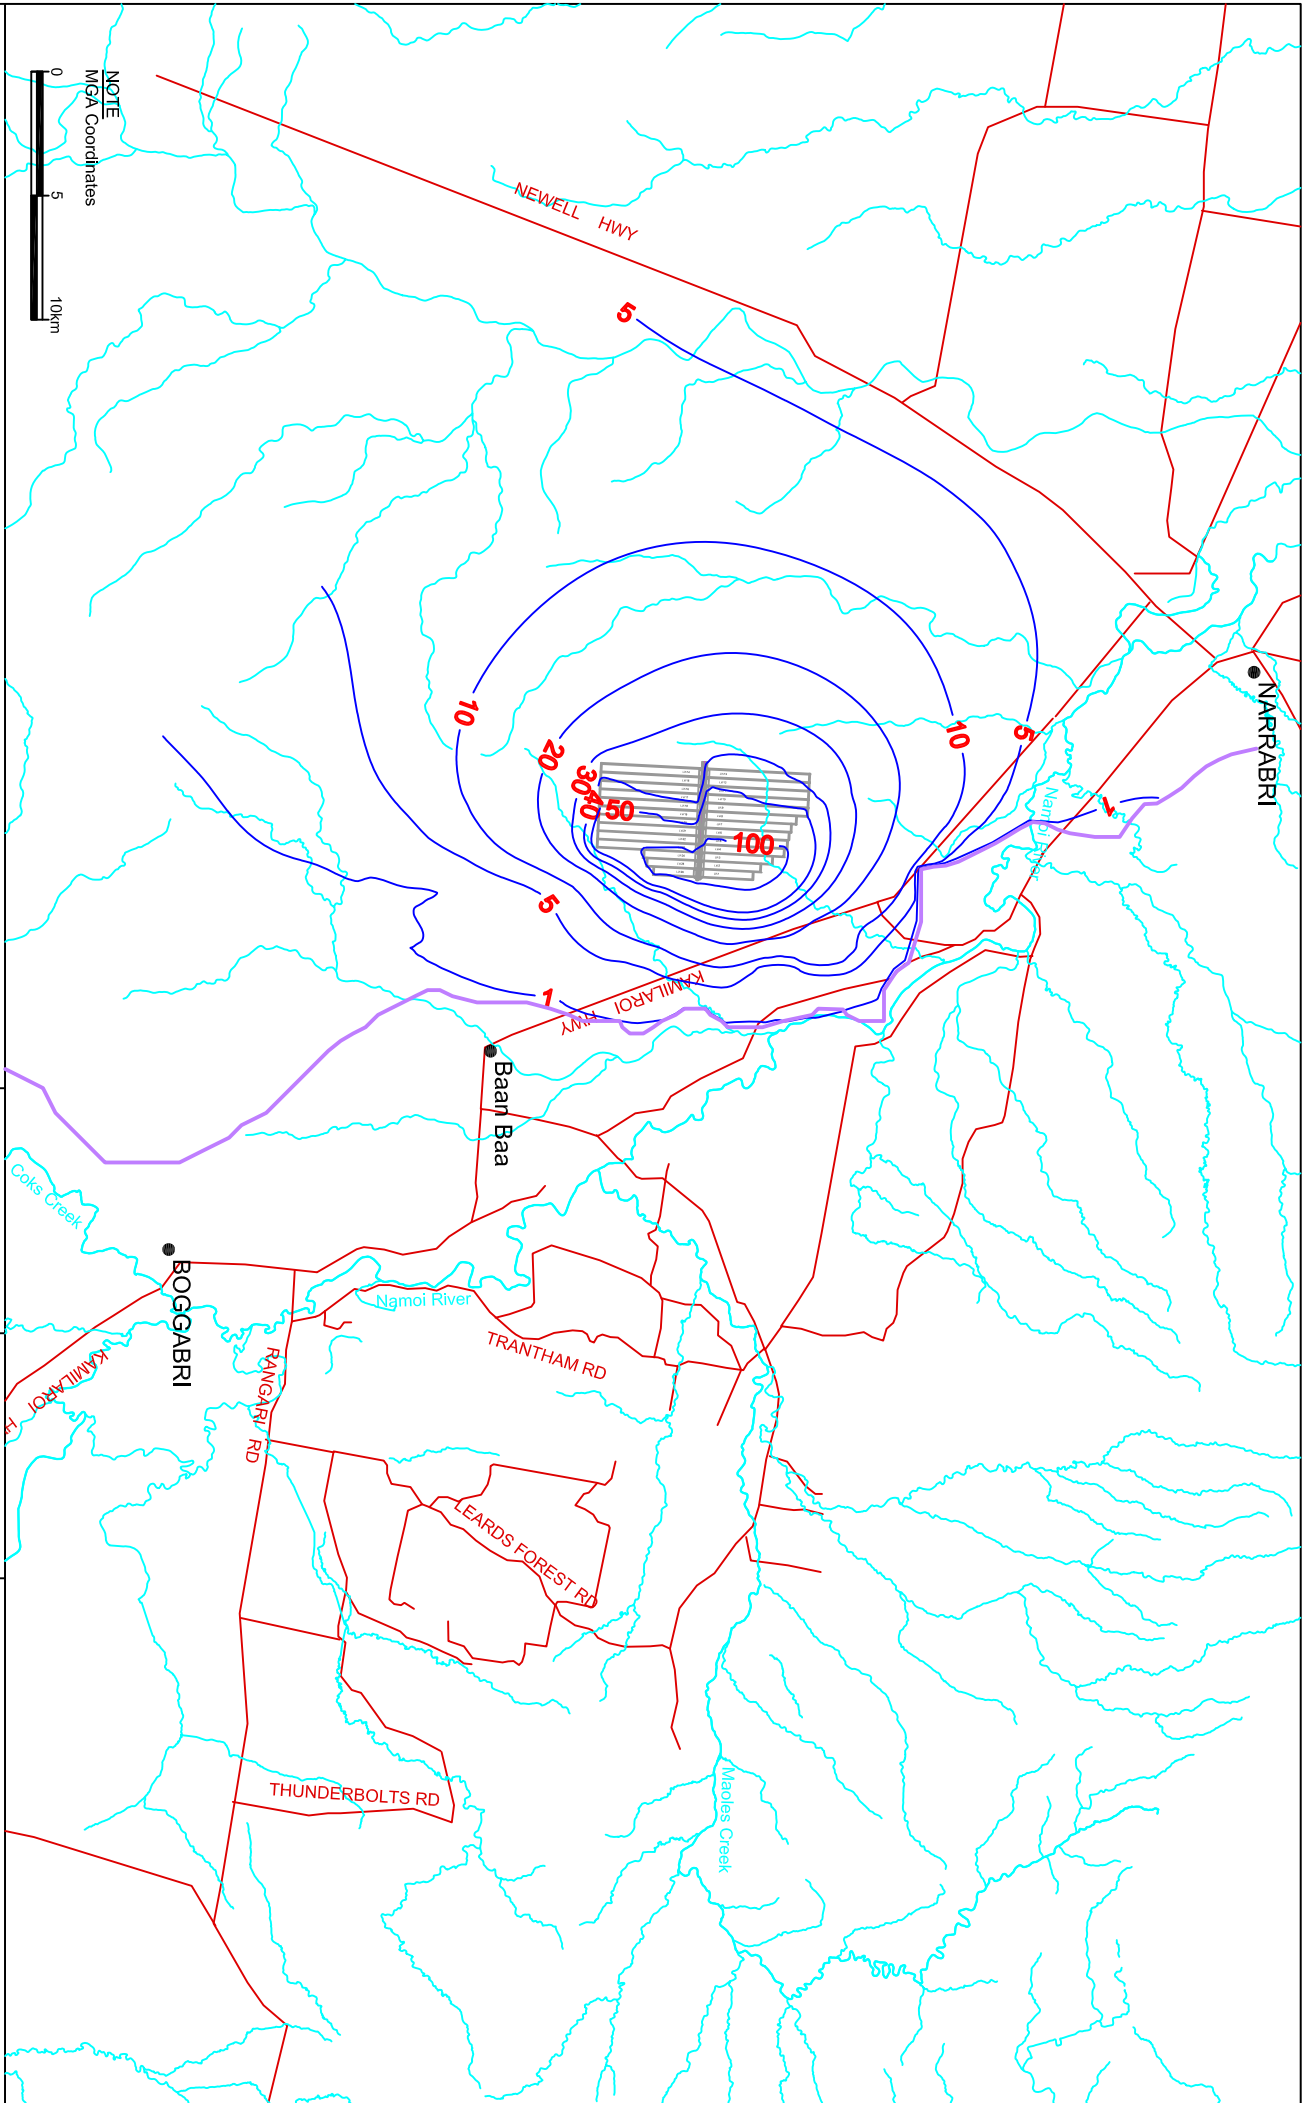 NARRABRI
Namoi River
NEWELL HWY
5
5
10
10
1
20
30
40
50
100
5
1
KAMILAROI HWY
Baan Baa
Namoi River
TRANTHAM RD
Coks Creek
BOGGABRI
KAMILAROI
RANGARI RD
LEARDS FOREST RD
THUNDERBOLTS RD
Maoles Creek
NOTE
MGA Coordinates
0 5 10km